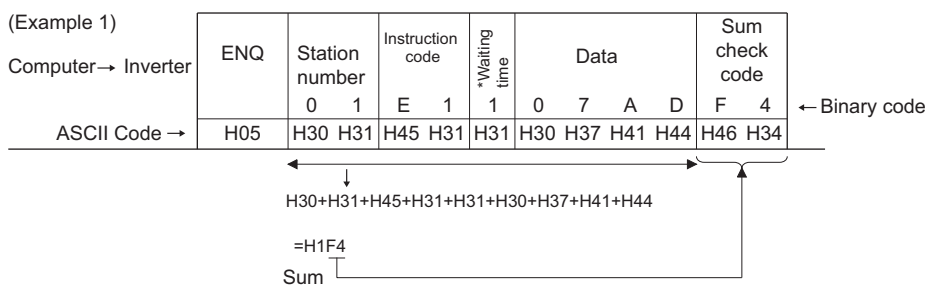 (Example 1)
Computer→ Inverter
ENQ
Station number
Instruction code
*Waiting time
Data
Sum check code
0 1 E 1 1 0 7 A D F 4 ←Binary code
ASCII Code → H05 H30 H31 H45 H31 H31 H30 H37 H41 H44 H46 H34
H30+H31+H45+H31+H31+H30+H37+H41+H44
=H1F4
Sum